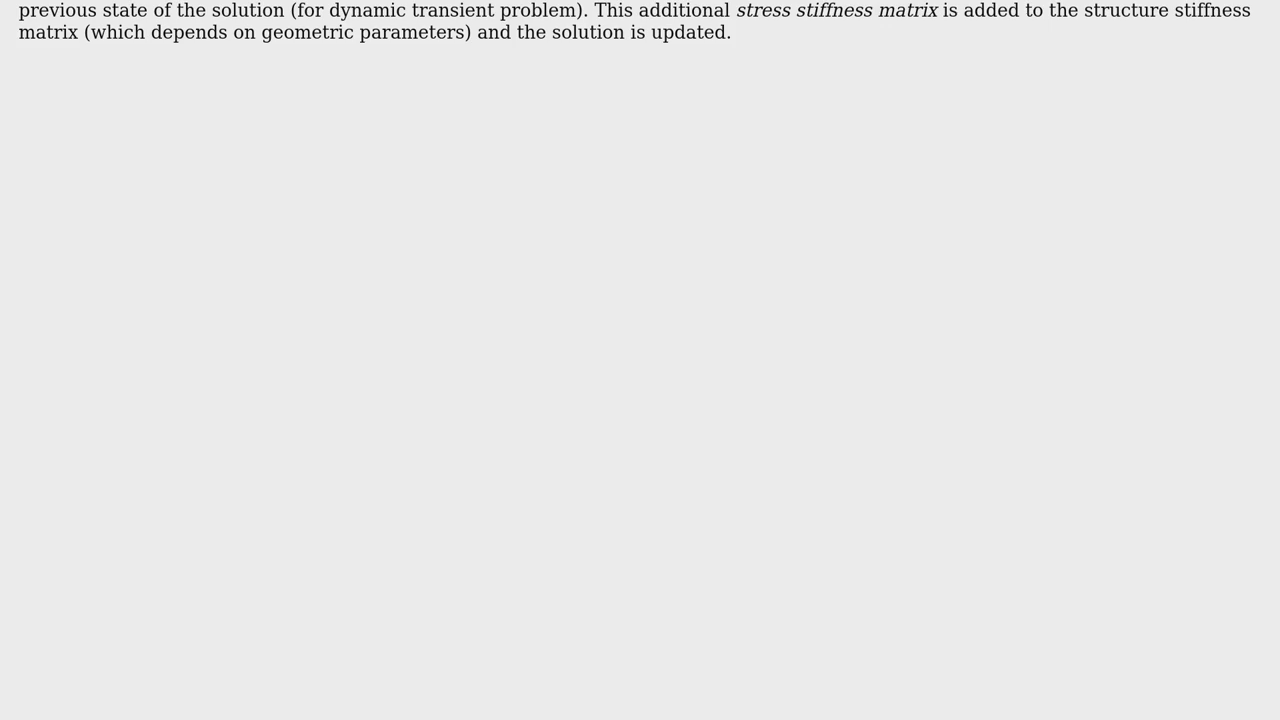 previous state of the solution (for dynamic transient problem). This additional stress stiffness matrix is added to the structure stiffness
matrix (which depends on geometric parameters) and the solution is updated.